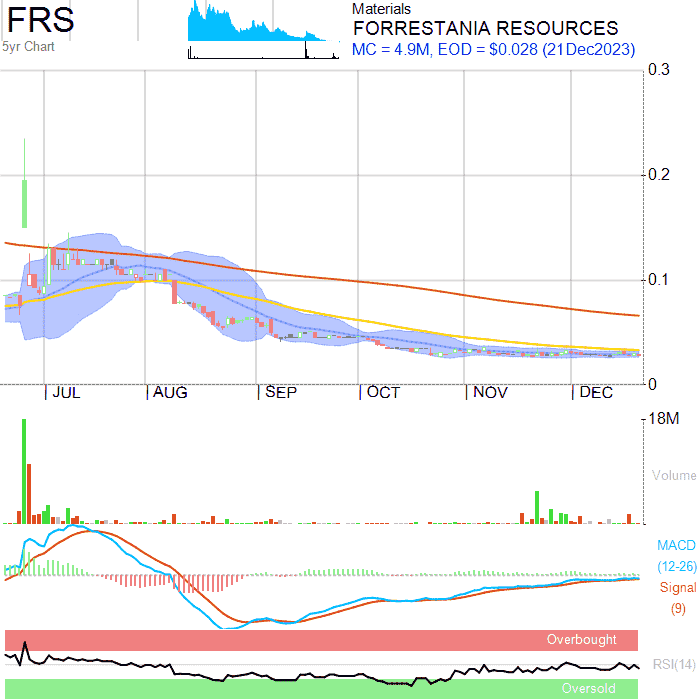 FRS
5yr Chart
Materials
FORRESTANIA RESOURCES
MC = 4.9M, EOD = $0.028 (21Dec2023)
0.3
0.2
0.1
0
JUL AUG SEP OCT NOV DEC
18M
Volume
MACD
(12-26)
Signal
(9)
Overbought
RSI(14)
Oversold